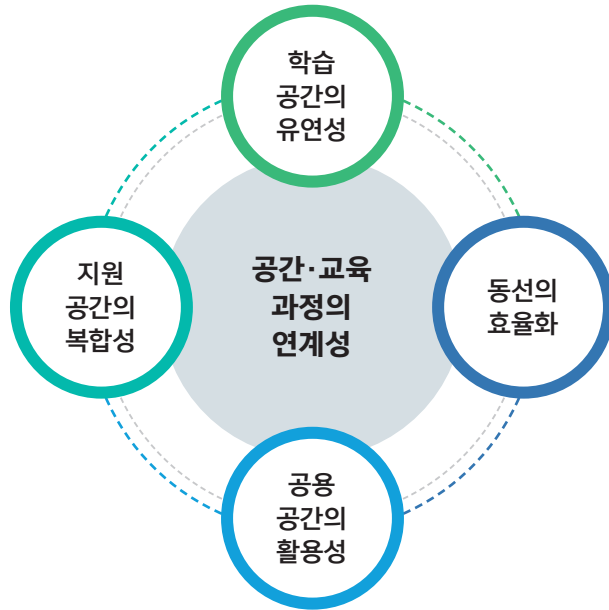 학습
공간의
유연성
지원
공간의
복합성
공간·교육
과정의
연계성
동선의
효율화
공용
공간의
활용성